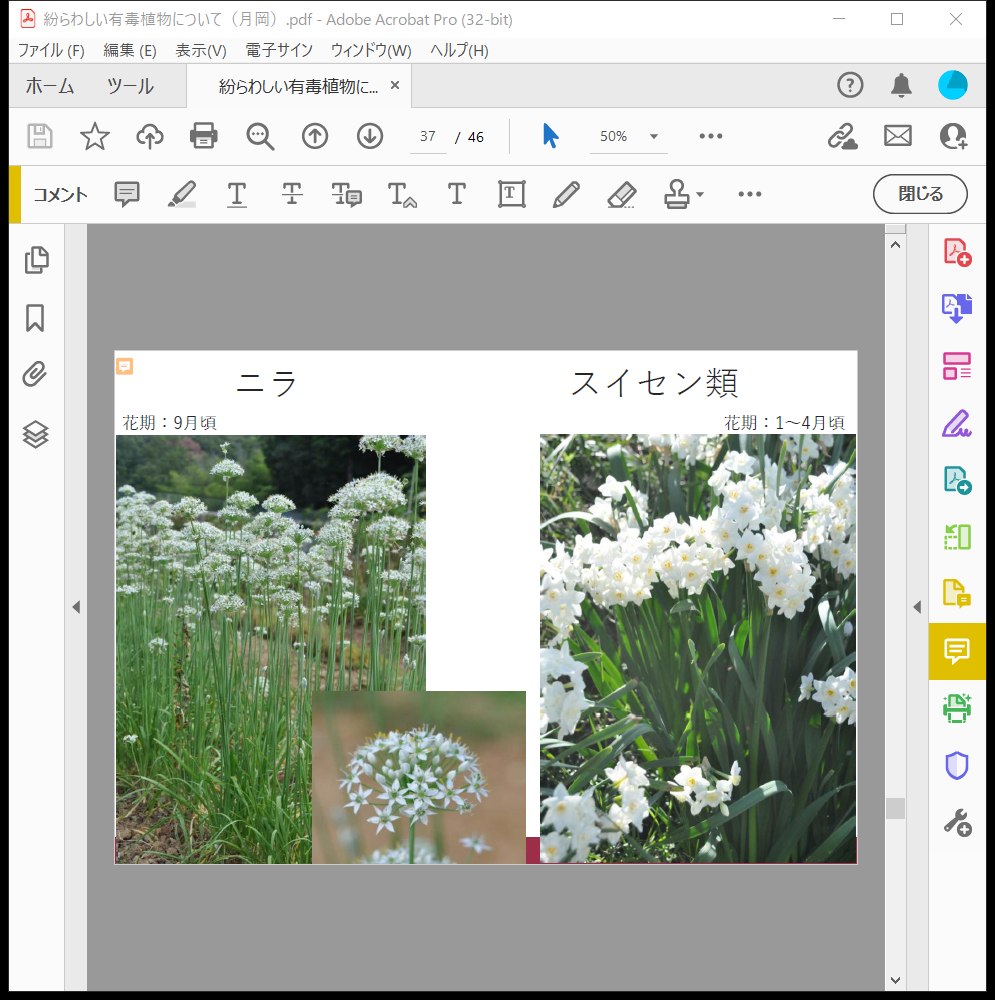 紛らわしい有毒植物について（月岡）.pdf - Adobe Acrobat Pro (32-bit)
ファイル (F) 編集 (E) 表示(V) 電子サイン ウィンドウ(W) ヘルプ(H)
ホーム ツール 紛らわしい有毒植物に... ×
37 / 46 50%
コメント 閉じる
ニラ スイセン類
花期：9月頃 花期：1～4月頃